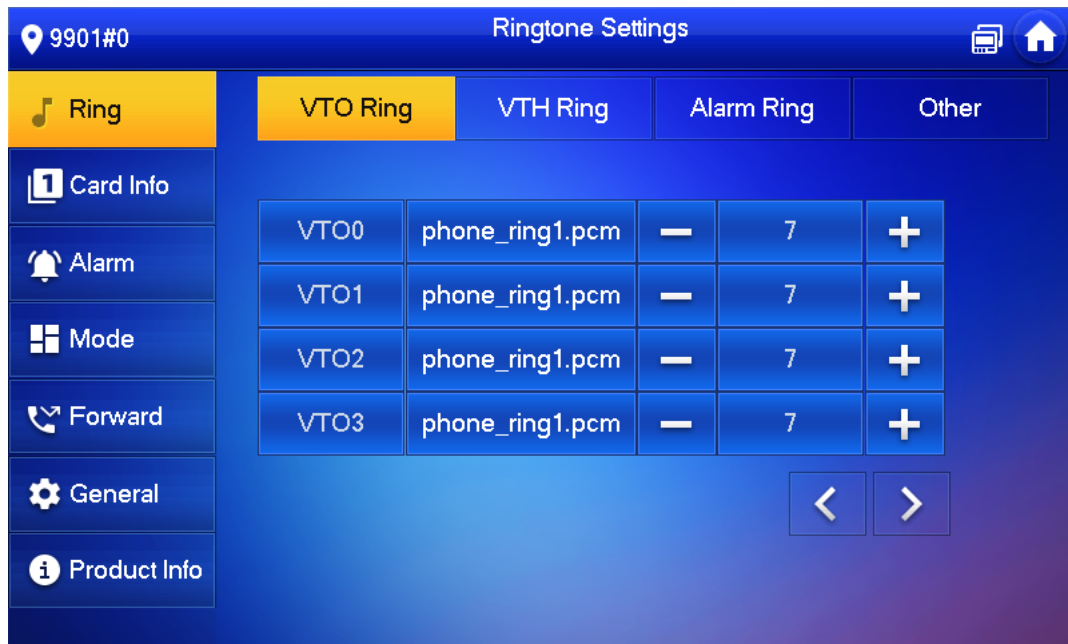 9901#0
Ringtone Settings
Ring
VTO Ring
VTH Ring
Alarm Ring
Other
1
Card Info
Alarm
Mode
Forward
General
i
Product Info
VTO0 phone_ring1.pcm — 7 +
VTO1 phone_ring1.pcm — 7 +
VTO2 phone_ring1.pcm — 7 +
VTO3 phone_ring1.pcm — 7 +
< >